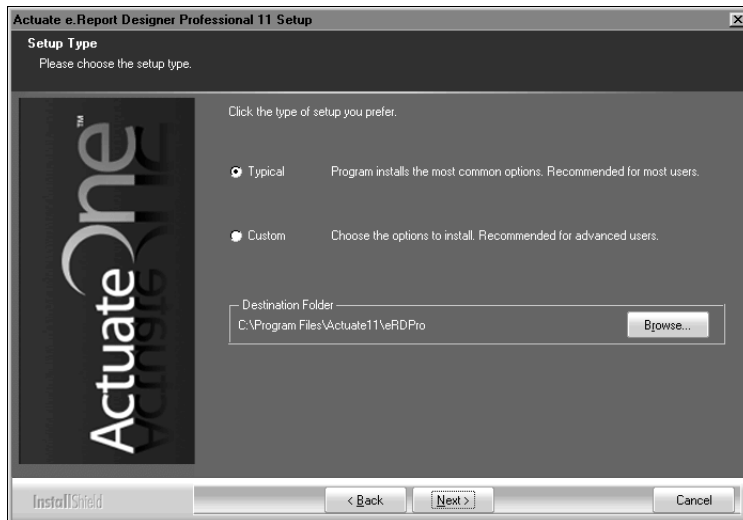 Actuate e.Report Designer Professional 11 Setup
Setup Type
Please choose the setup type.
ActuateOne™
Click the type of setup you prefer.
Typical Program installs the most common options. Recommended for most users.
Custom Choose the options to install. Recommended for advanced users.
Destination Folder
C:\Program Files\Actuate11\eRDPro Browse...
InstallShield < Back Next > Cancel